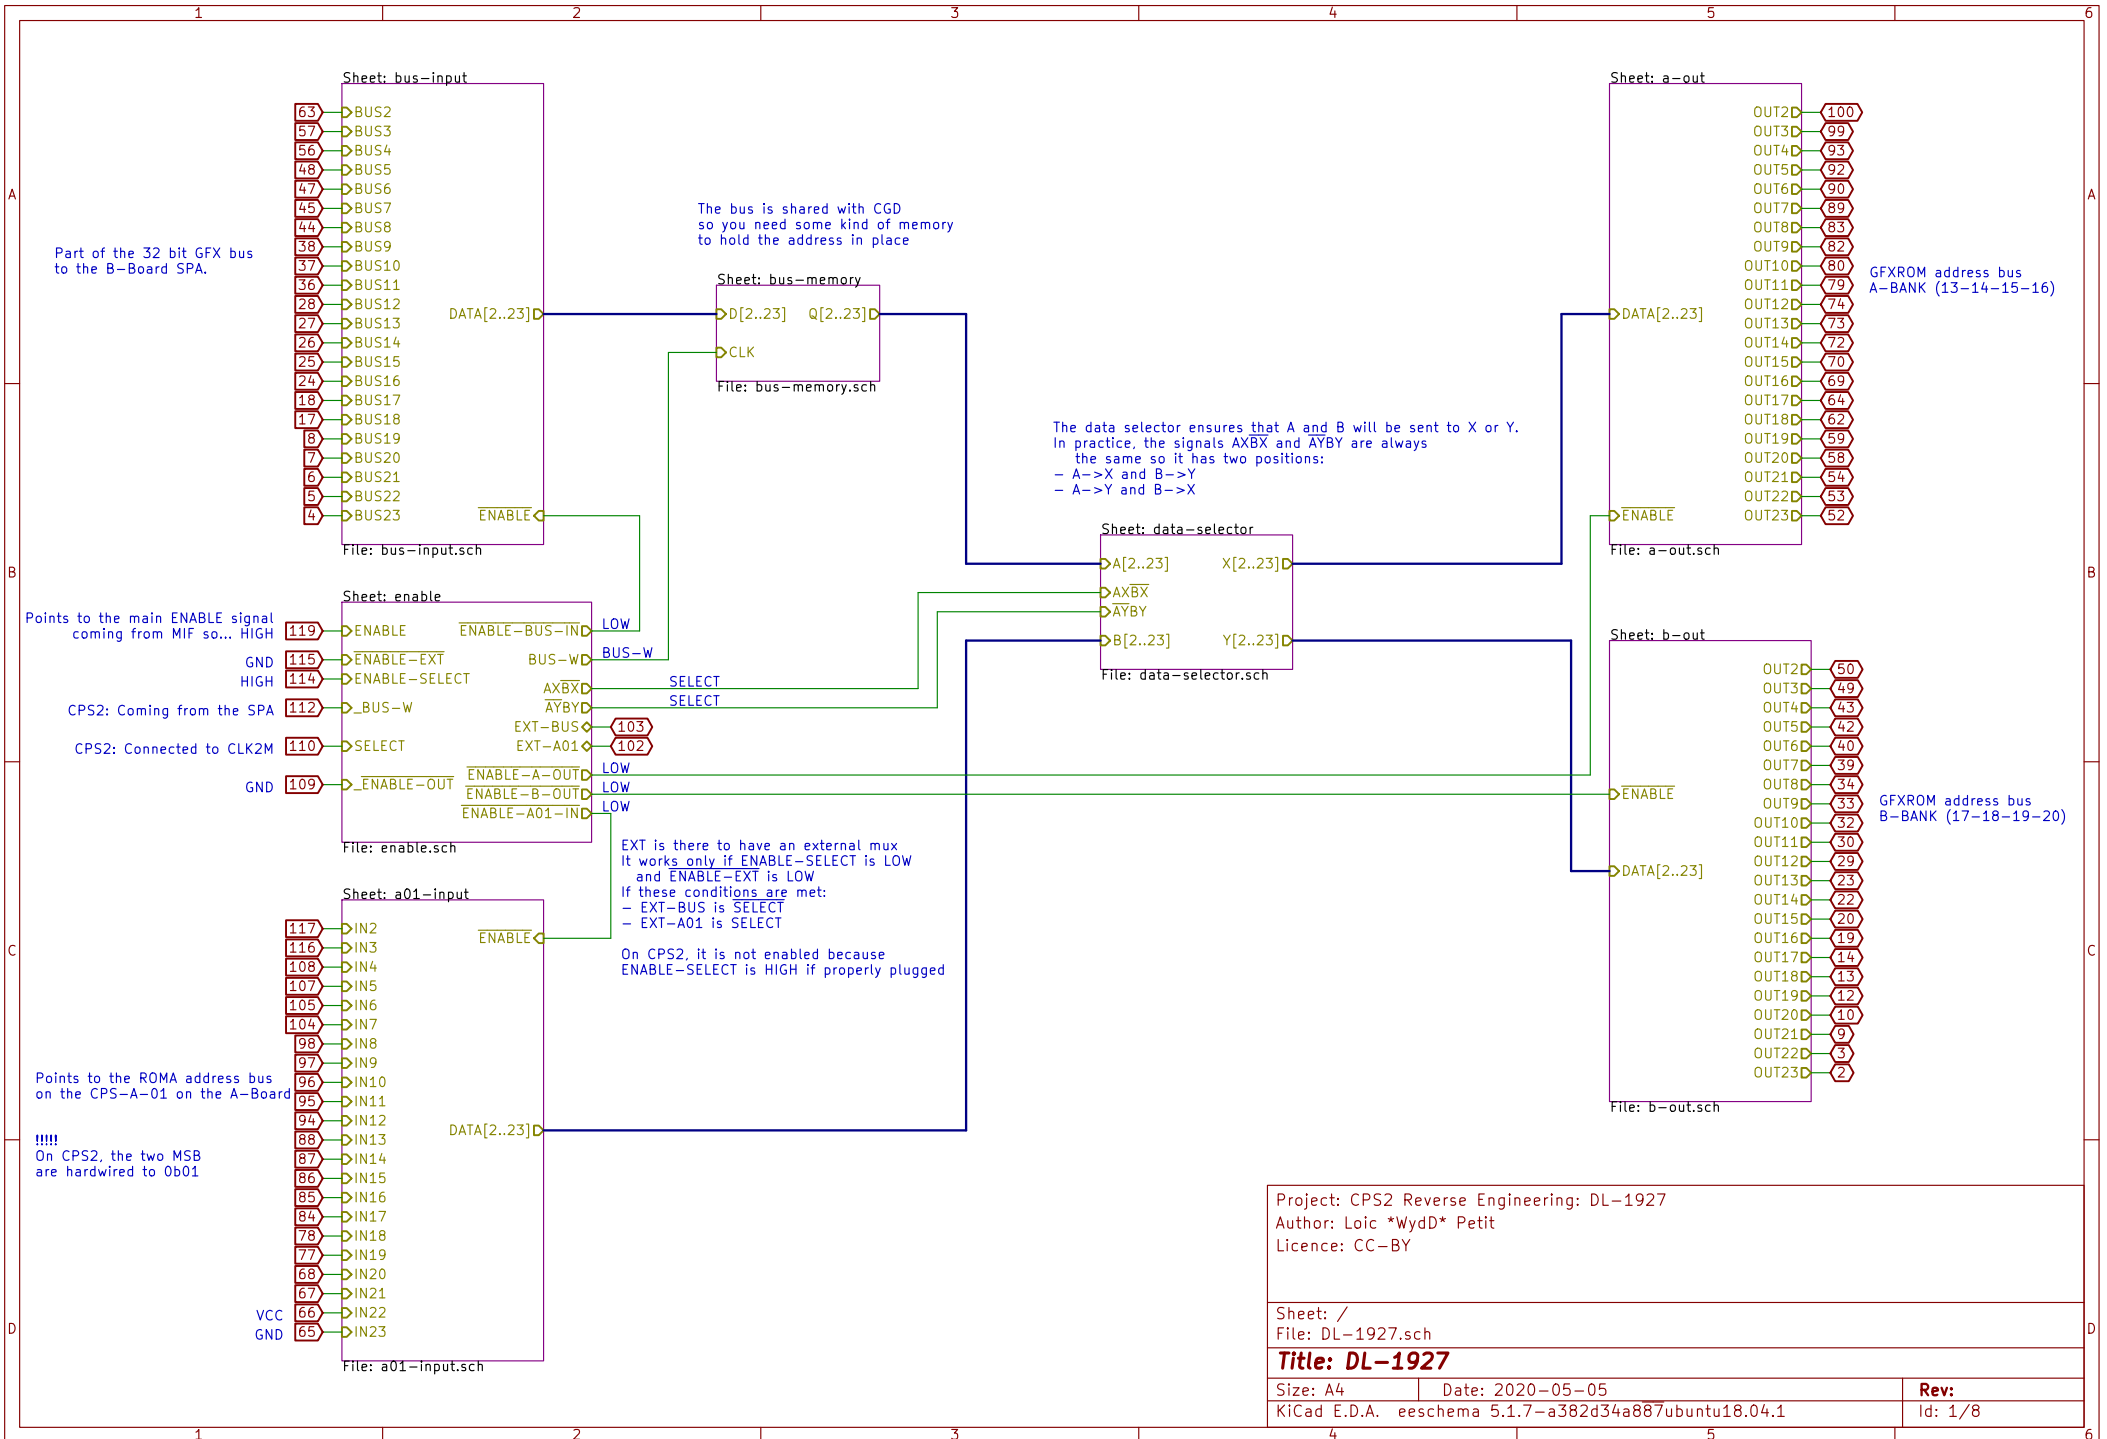 1 2 3 4 5 6
A
B
C
D
Sheet: bus-input
63 BUS2
57 BUS3
56 BUS4
48 BUS5
47 BUS6
45 BUS7
44 BUS8
38 BUS9
37 BUS10
36 BUS11
28 BUS12
27 BUS13
26 BUS14
25 BUS15
24 BUS16
18 BUS17
17 BUS18
8 BUS19
7 BUS20
6 BUS21
5 BUS22
4 BUS23
DATA[2..23]
ENABLE
File: bus-input.sch
Part of the 32 bit GFX bus
to the B-Board SPA.
The bus is shared with CGD
so you need some kind of memory
to hold the address in place
Sheet: bus-memory
D[2..23] Q[2..23]
CLK
File: bus-memory.sch
The data selector ensures that A and B will be sent to X or Y.
In practice, the signals AXBX and AYBY are always
the same so it has two positions:
- A->X and B->Y
- A->Y and B->X
Sheet: data-selector
A[2..23] X[2..23]
AXBX
AYBY
B[2..23] Y[2..23]
File: data-selector.sch
Sheet: a-out
OUT2 100
OUT3 99
OUT4 93
OUT5 92
OUT6 90
OUT7 89
OUT8 83
OUT9 82
OUT10 80
OUT11 79
OUT12 74
OUT13 73
OUT14 72
OUT15 70
OUT16 69
OUT17 64
OUT18 62
OUT19 59
OUT20 58
OUT21 54
OUT22 53
OUT23 52
DATA[2..23]
ENABLE
File: a-out.sch
GFXROM address bus
A-BANK (13-14-15-16)
Sheet: enable
Points to the main ENABLE signal
coming from MIF so... HIGH
119 ENABLE
GND 115 ENABLE-EXT
HIGH 114 ENABLE-SELECT
CPS2: Coming from the SPA 112 _BUS-W
CPS2: Connected to CLK2M 110 SELECT
GND 109 _ENABLE-OUT
ENABLE-BUS-IN LOW
BUS-W BUS-W
AXBX SELECT
AYBY SELECT
EXT-BUS 103
EXT-A01 102
ENABLE-A-OUT LOW
ENABLE-B-OUT LOW
ENABLE-A01-IN LOW
File: enable.sch
EXT is there to have an external mux
It works only if ENABLE-SELECT is LOW
and ENABLE-EXT is LOW
If these conditions are met:
- EXT-BUS is SELECT
- EXT-A01 is SELECT
On CPS2, it is not enabled because
ENABLE-SELECT is HIGH if properly plugged
Sheet: b-out
OUT2 50
OUT3 49
OUT4 43
OUT5 42
OUT6 40
OUT7 39
OUT8 34
OUT9 33
OUT10 32
OUT11 30
OUT12 29
OUT13 23
OUT14 22
OUT15 20
OUT16 19
OUT17 14
OUT18 13
OUT19 12
OUT20 10
OUT21 9
OUT22 3
OUT23 2
ENABLE
DATA[2..23]
File: b-out.sch
GFXROM address bus
B-BANK (17-18-19-20)
Sheet: a01-input
117 IN2
116 IN3
108 IN4
107 IN5
105 IN6
104 IN7
98 IN8
97 IN9
96 IN10
95 IN11
94 IN12
88 IN13
87 IN14
86 IN15
85 IN16
84 IN17
78 IN18
77 IN19
68 IN20
67 IN21
VCC 66 IN22
GND 65 IN23
ENABLE
DATA[2..23]
File: a01-input.sch
Points to the ROMA address bus
on the CPS-A-01 on the A-Board
!!!!!
On CPS2, the two MSB
are hardwired to 0b01
Project: CPS2 Reverse Engineering: DL-1927
Author: Loic *WydD* Petit
Licence: CC-BY
Sheet: /
File: DL-1927.sch
Title: DL-1927
Size: A4 Date: 2020-05-05 Rev:
KiCad E.D.A. eeschema 5.1.7-a382d34a887ubuntu18.04.1 Id: 1/8
A
B
C
D
1 2 3 4 5 6